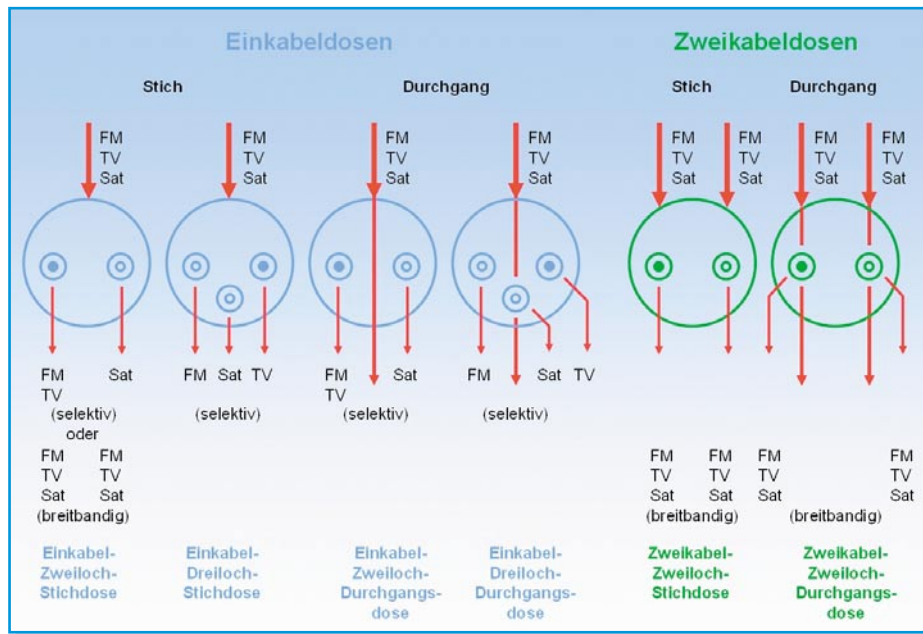 Einkabeldosen
Zweikabeldosen
Stich
Durchgang
Stich
Durchgang
FM
TV
Sat
FM
TV
Sat
FM
TV
Sat
FM
TV
Sat
FM
TV
Sat
FM
TV
Sat
FM
TV
Sat
FM
TV
Sat
FM
TV
Sat
(selektiv)
oder
FM
TV
Sat
FM
TV
Sat
(breitbandig)
FM Sat TV
(selektiv)
FM
TV
Sat
(selektiv)
FM
Sat TV
(selektiv)
FM
TV
Sat
FM
TV
Sat
(breitbandig)
FM
TV
Sat
FM
TV
Sat
(breitbandig)
Einkabel-
Zweiloch-
Stichdose
Einkabel-
Dreiloch-
Stichdose
Einkabel-
Zweiloch-
Durchgangs-
dose
Einkabel-
Dreiloch-
Durchgangs-
dose
Zweikabel-
Zweiloch-
Stichdose
Zweikabel-
Zweiloch-
Durchgangs-
dose